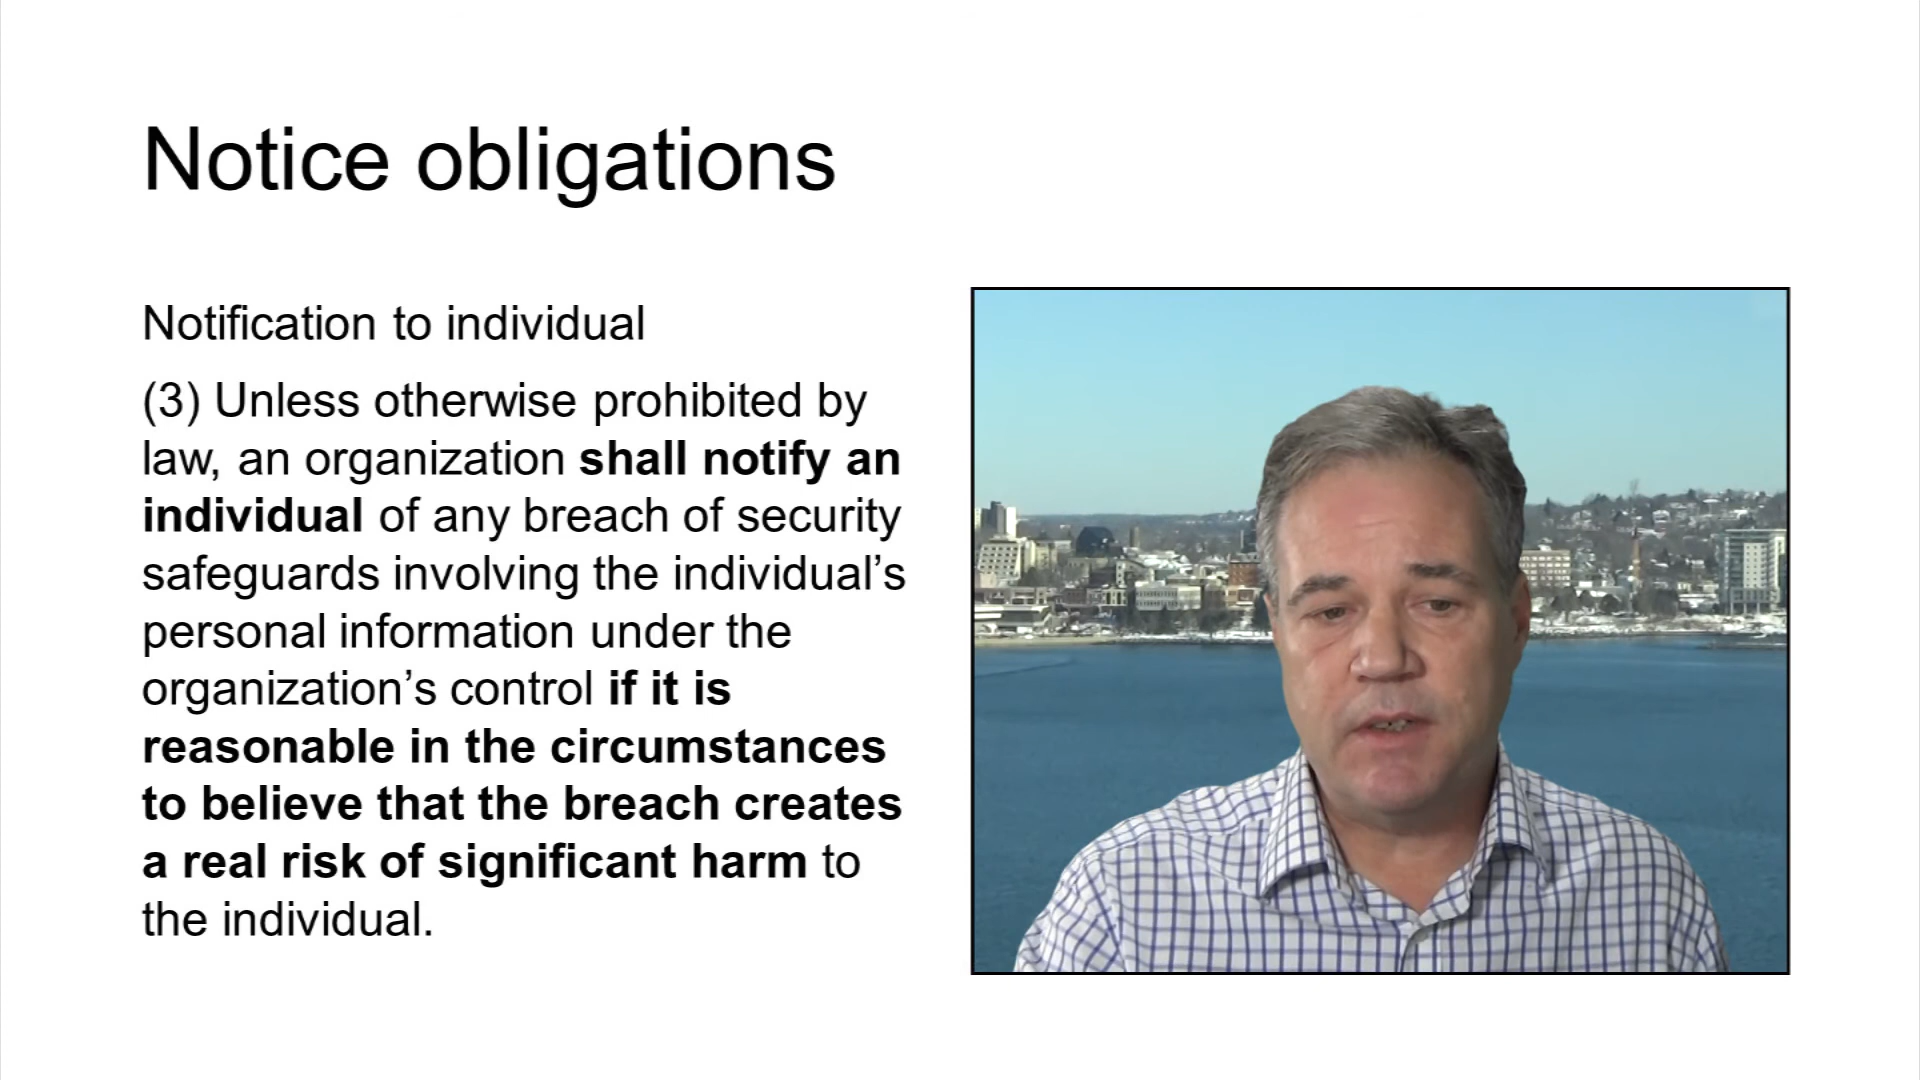 Notice obligations
Notification to individual
(3) Unless otherwise prohibited by
law, an organization shall notify an
individual of any breach of security
safeguards involving the individual’s
personal information under the
organization’s control if it is
reasonable in the circumstances
to believe that the breach creates
a real risk of significant harm to
the individual.